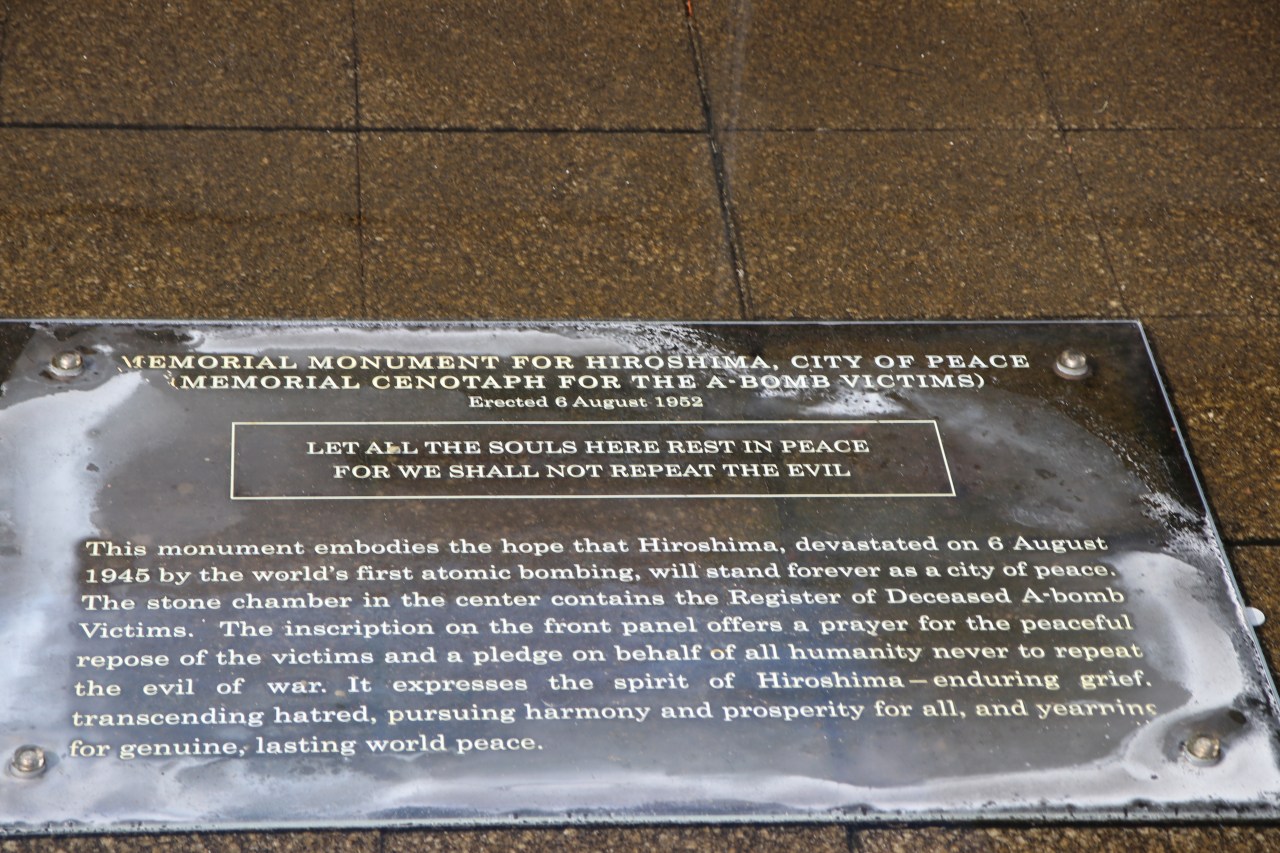 MEMORIAL MONUMENT FOR HIROSHIMA, CITY OF PEACE
(MEMORIAL CENOTAPH FOR THE A-BOMB VICTIMS)
Erected 6 August 1952
LET ALL THE SOULS HERE REST IN PEACE
FOR WE SHALL NOT REPEAT THE EVIL
This monument embodies the hope that Hiroshima, devastated on 6 August
1945 by the world's first atomic bombing, will stand forever as a city of peace.
The stone chamber in the center contains the Register of Deceased A-bomb
Victims. The inscription on the front panel offers a prayer for the peaceful
repose of the victims and a pledge on behalf of all humanity never to repeat
the evil of war. It expresses the spirit of Hiroshima — enduring grief.
transcending hatred, pursuing harmony and prosperity for all, and yearning
for genuine, lasting world peace.